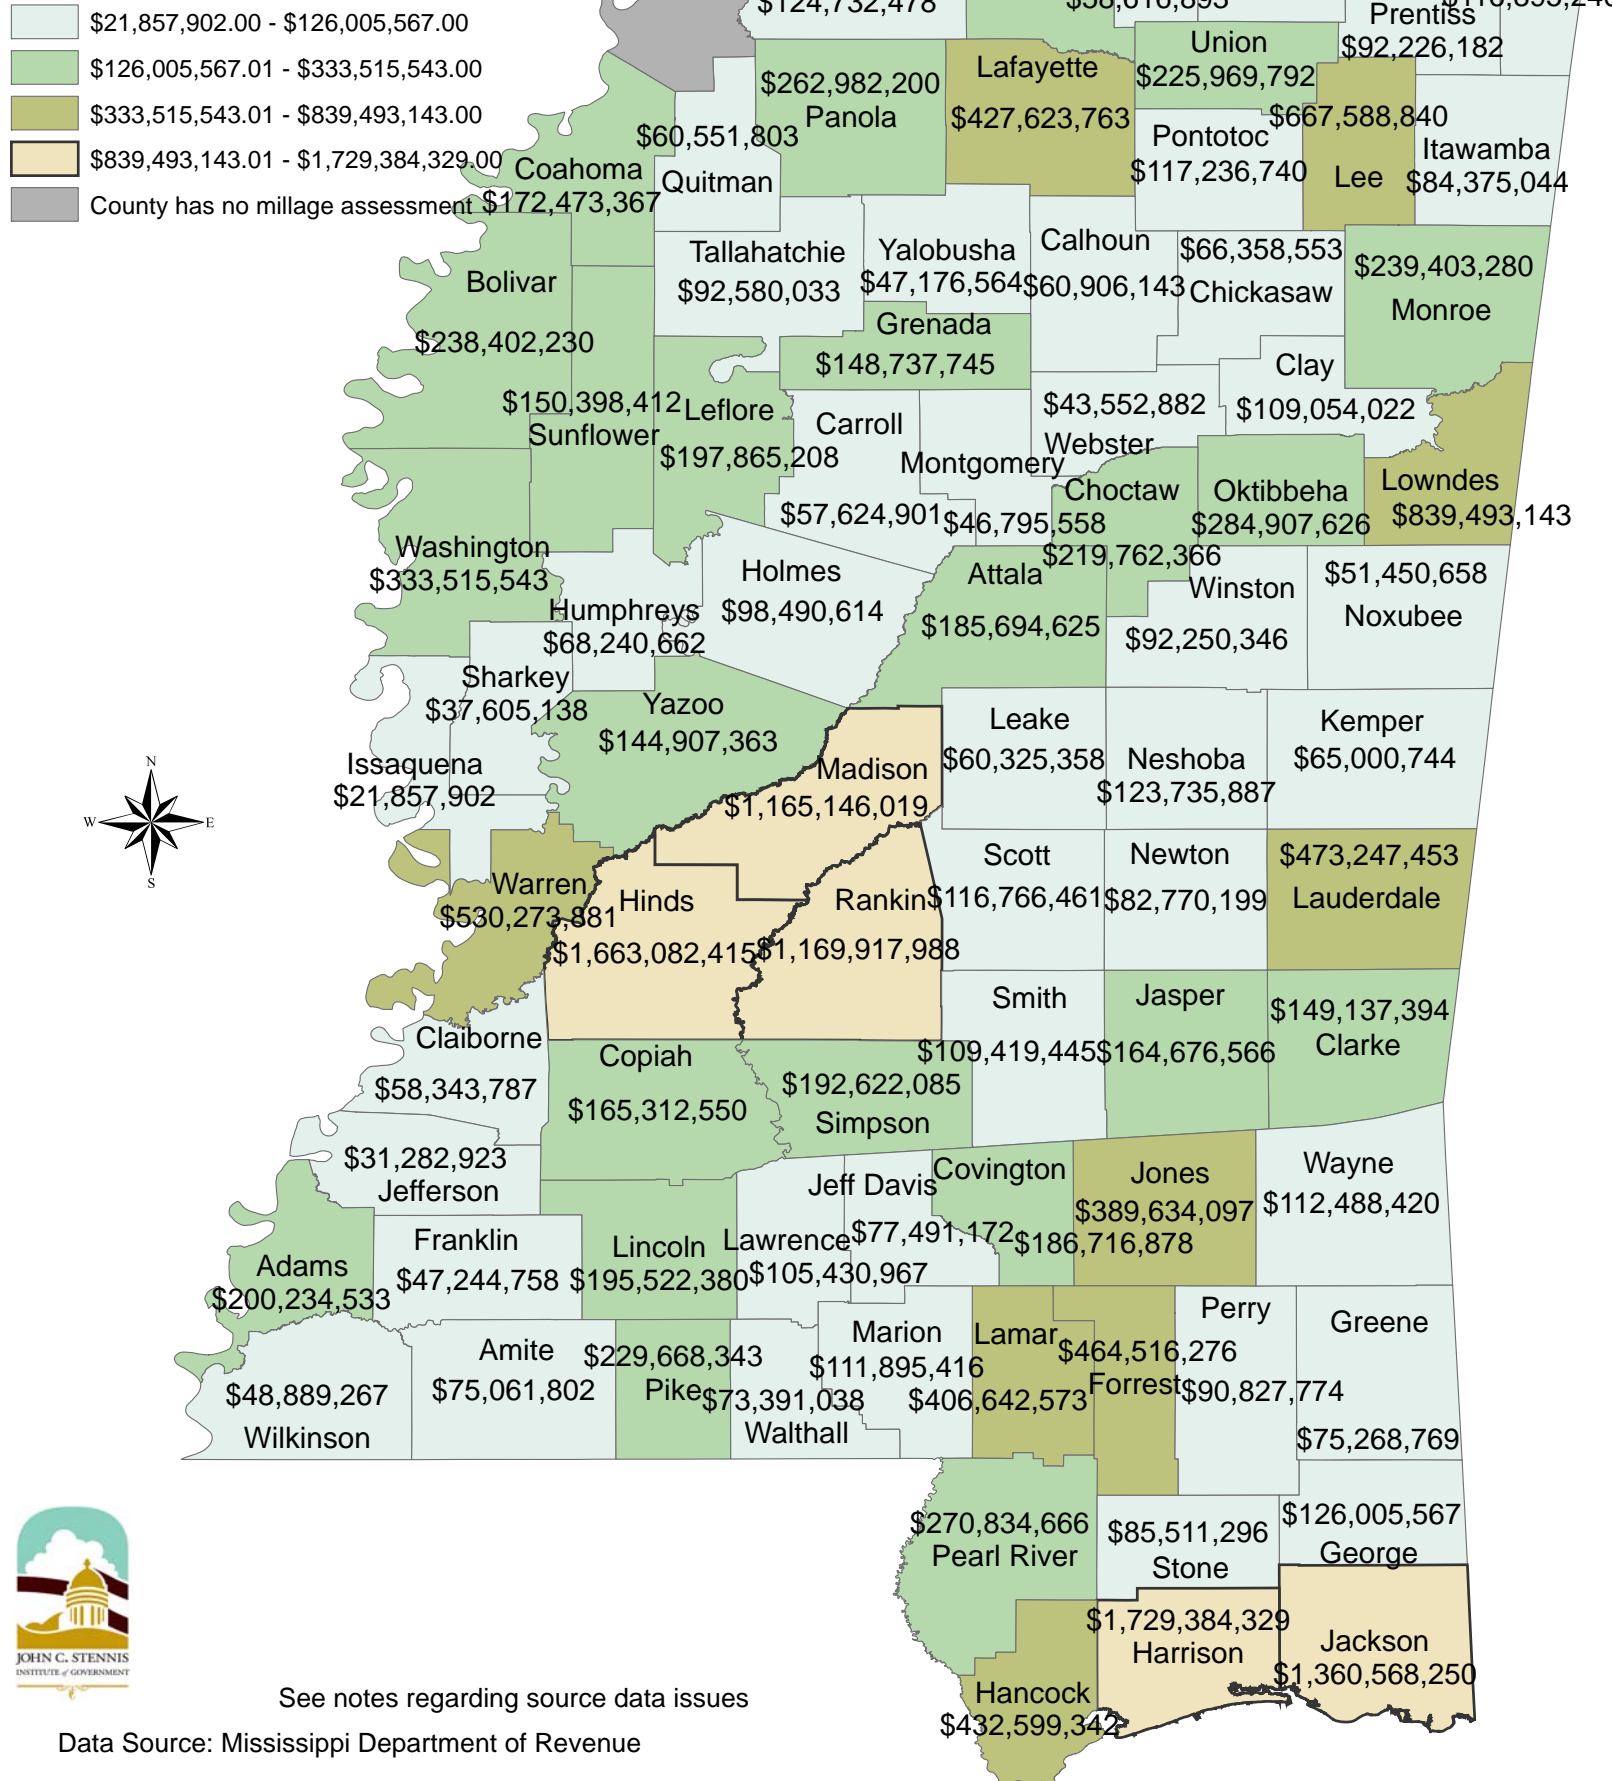 $21,857,902.00 - $126,005,567.00
$126,005,567.01 - $333,515,543.00
$333,515,543.01 - $839,493,143.00
$839,493,143.01 - $1,729,384,329.00
County has no millage assessment
$124,732,478
Prentiss
$92,226,182
Union
$225,969,792
Lafayette
$427,623,763
$262,982,200
Panola
$667,588,840
Lee
Pontotoc
$117,236,740
Itawamba
$84,375,044
$60,551,803
Quitman
Coahoma
$172,473,367
Tallahatchie
$92,580,033
Yalobusha
$47,176,564
Calhoun
$60,906,143
$66,358,553
Chickasaw
$239,403,280
Monroe
Bolivar
$238,402,230
Grenada
$148,737,745
Clay
$109,054,022
$150,398,412
Sunflower
Leflore
$197,865,208
Carroll
$57,624,901
Montgomery
$46,795,558
$43,552,882
Webster
Choctaw
$219,762,366
Oktibbeha
$284,907,626
Lowndes
$839,493,143
Washington
$333,515,543
Humphreys
$68,240,662
Holmes
$98,490,614
Attala
$185,694,625
Winston
$92,250,346
$51,450,658
Noxubee
Sharkey
$37,605,138
Yazoo
$144,907,363
Issaquena
$21,857,902
Madison
$1,165,146,019
Leake
$60,325,358
Neshoba
$123,735,887
Kemper
$65,000,744
N
W
E
S
Warren
$530,273,881
Hinds
$1,663,082,415
Rankin
$1,169,917,988
Scott
$116,766,461
Newton
$82,770,199
$473,247,453
Lauderdale
Claiborne
$58,343,787
Copiah
$165,312,550
$192,622,085
Simpson
Smith
$109,419,445
Jasper
$164,676,566
$149,137,394
Clarke
$31,282,923
Jefferson
Jeff Davis
$77,491,172
Covington
$186,716,878
Jones
$389,634,097
Wayne
$112,488,420
Adams
$200,234,533
Franklin
$47,244,758
Lincoln
$195,522,380
Lawrence
$105,430,967
$48,889,267
Wilkinson
Amite
$75,061,802
$229,668,343
Pike
$73,391,038
Walthall
Marion
$111,895,416
Lamar
$406,642,573
$464,516,276
Forrest
Perry
$90,827,774
Greene
$75,268,769
$270,834,666
Pearl River
$85,511,296
Stone
$126,005,567
George
$1,729,384,329
Harrison
Jackson
$1,360,568,250
Hancock
$432,599,342
JOHN C. STENNIS
INSTITUTE of GOVERNMENT
See notes regarding source data issues
Data Source: Mississippi Department of Revenue